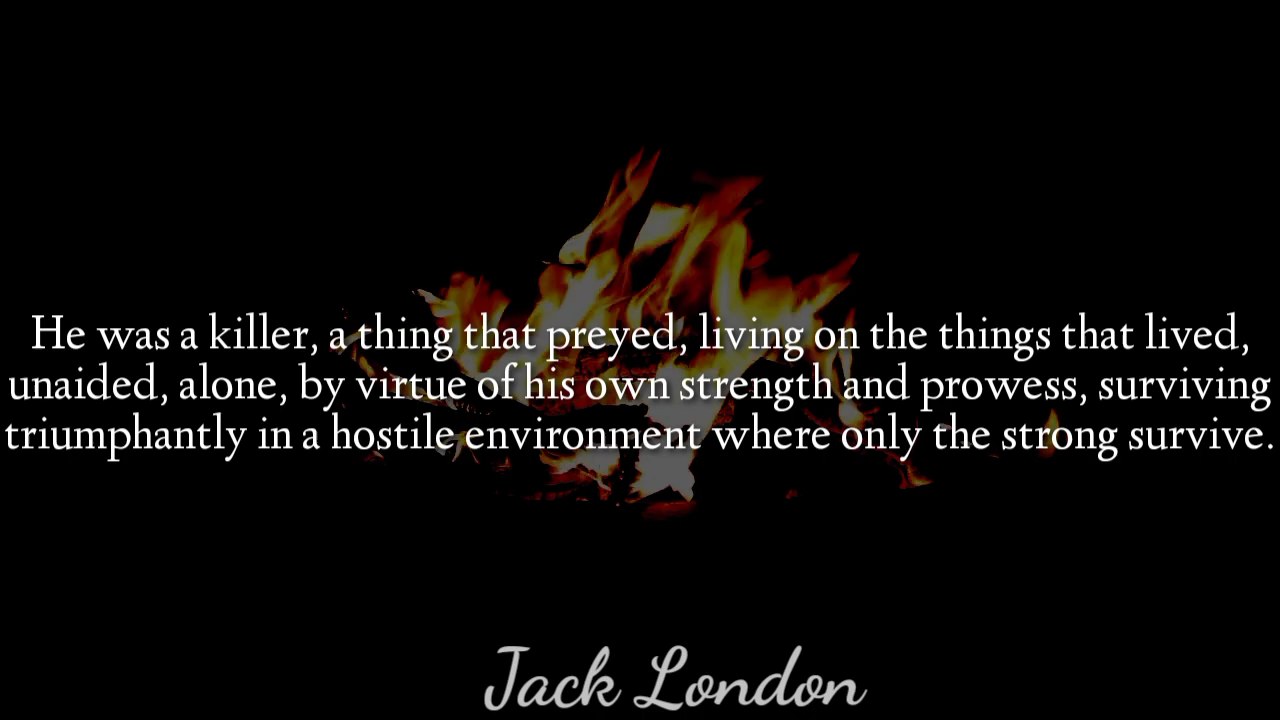 He was a killer, a thing that preyed, living on the things that lived,
unaided, alone, by virtue of his own strength and prowess, surviving
triumphantly in a hostile environment where only the strong survive.
Jack London